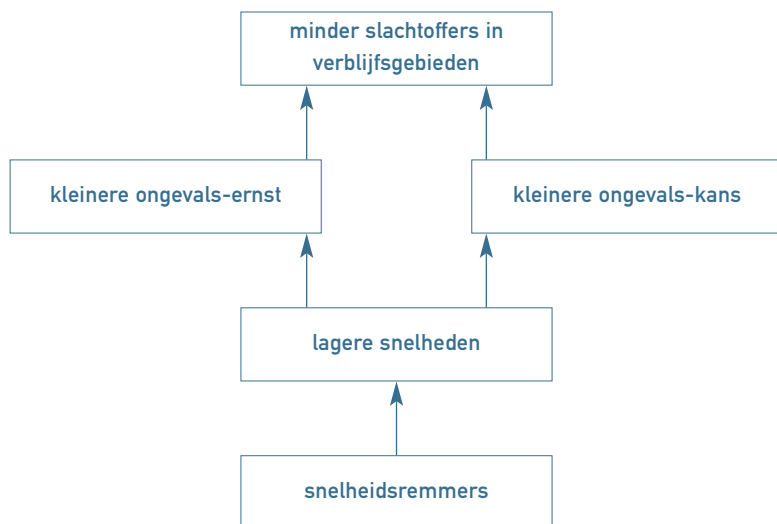 minder slachtoffers in
verblijfsgebieden
kleinere ongevals-ernst
kleinere ongevals-kans
lagere snelheden
snelheidsremmers